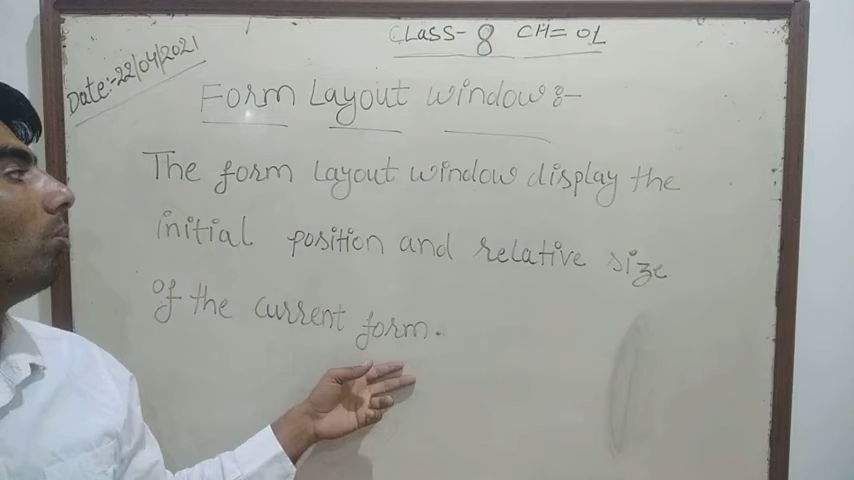 CLASS- 8 CH= 01
Date:-22/04/2021
Form Layout window:-
The form Layout window display the
initial position and relative size
of the current form.